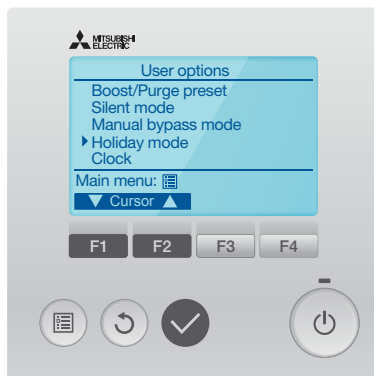 MITSUBISHI
ELECTRIC
User options
Boost/Purge preset
Silent mode
Manual bypass mode
Holiday mode
Clock
Main menu:
Cursor
F1 F2 F3 F4